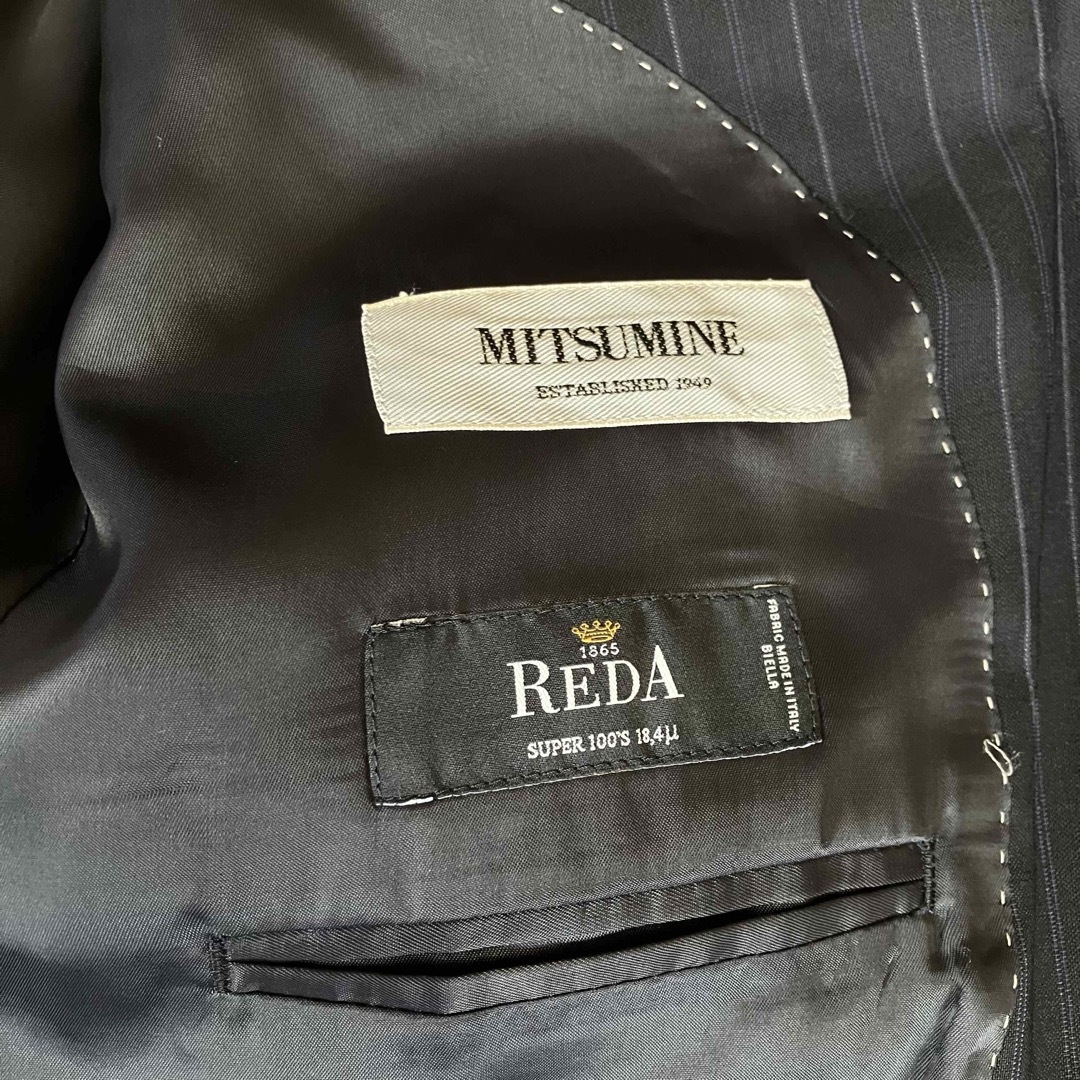 MITSUMINE
ESTABLISHED 1949
1865
REDA
SUPER 100'S 18,4µ
FABRIC MADE IN ITALY
BIELLA